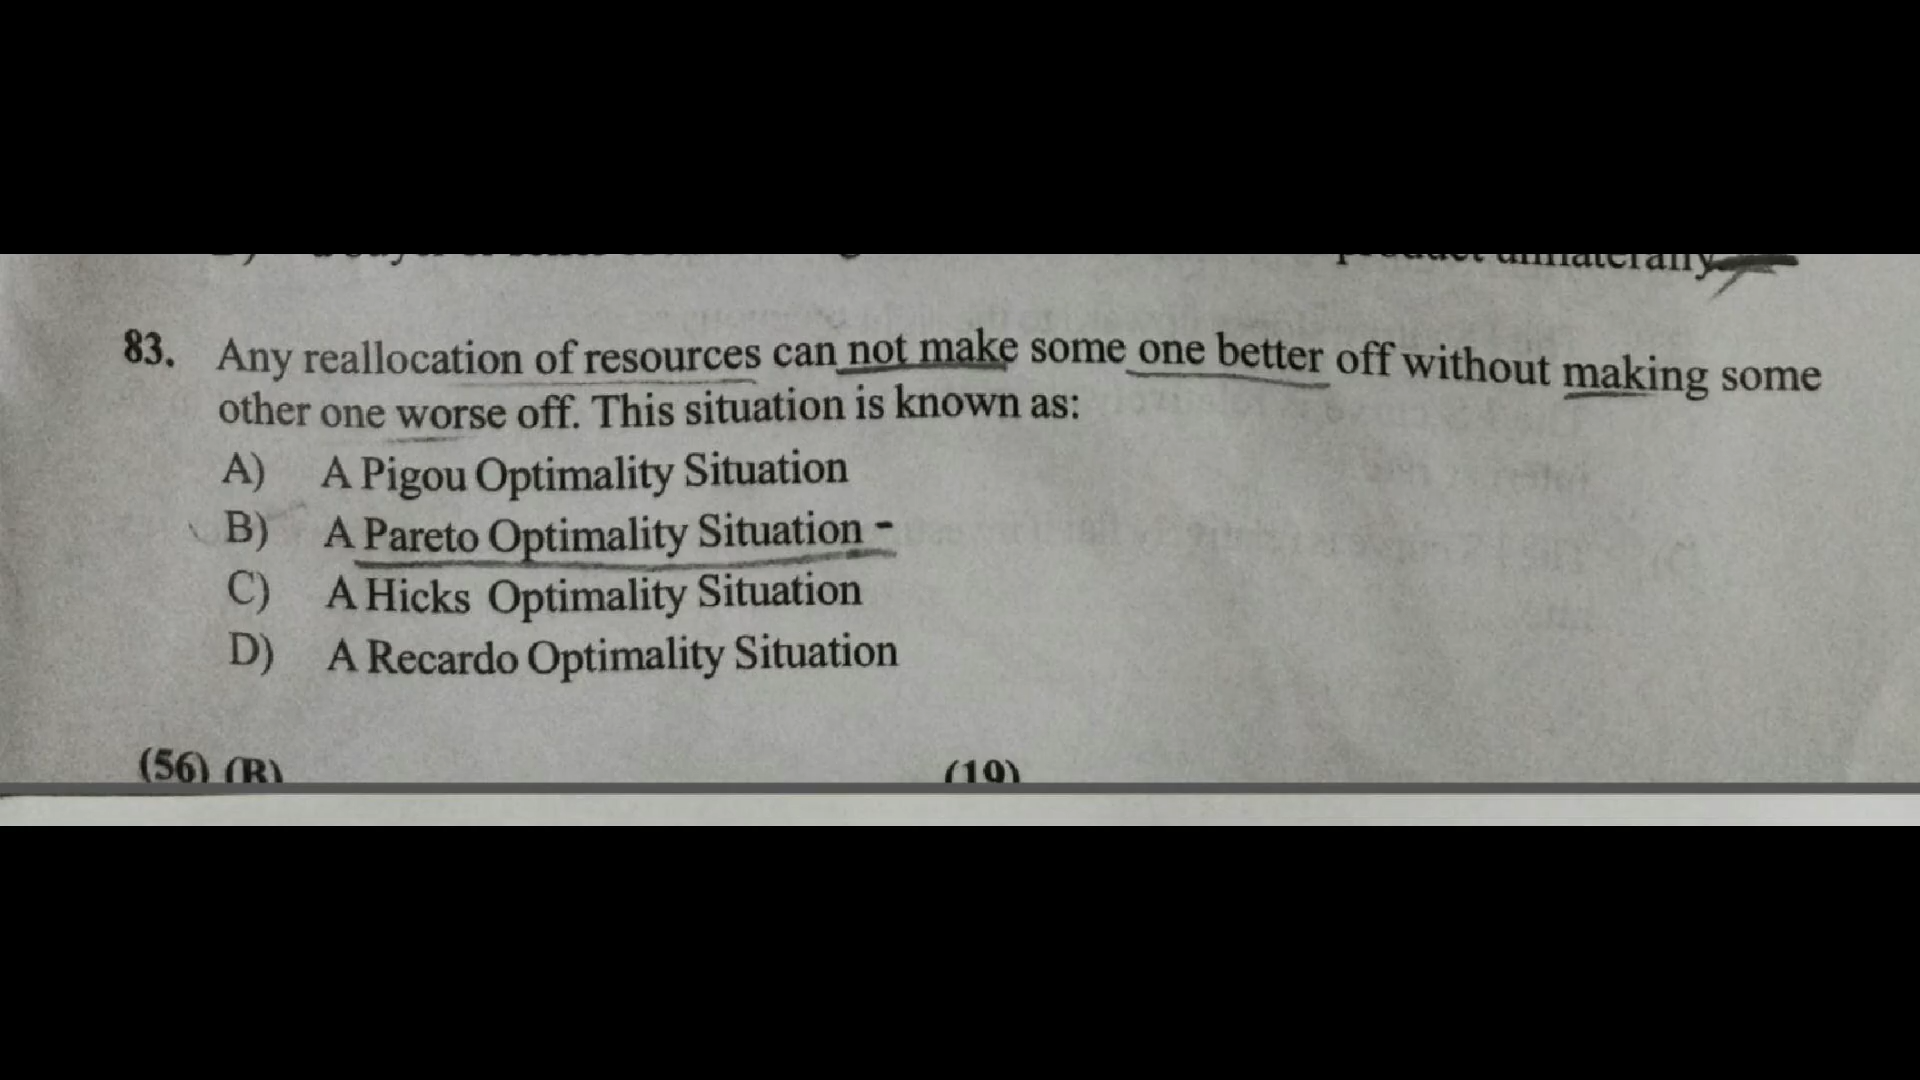 unilaterally
83. Any reallocation of resources can not make some one better off without making some
other one worse off. This situation is known as:
A) A Pigou Optimality Situation
B) A Pareto Optimality Situation -
C) A Hicks Optimality Situation
D) A Recardo Optimality Situation
(56) (R) (19)